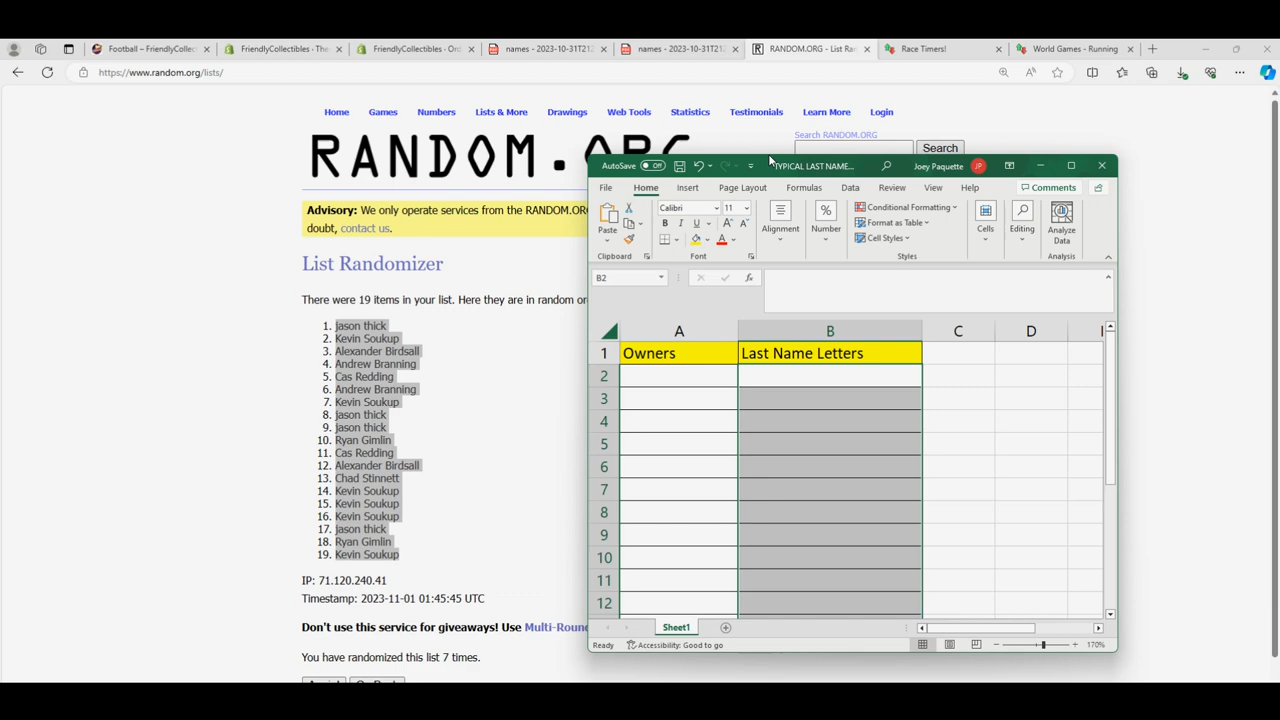 Football – FriendlyCollec
FriendlyCollectibles - The
FriendlyCollectibles - Ord
names - 2023-10-31T212
names - 2023-10-31T212
RANDOM.ORG - List Ran
Race Timers!
World Games - Running
https://www.random.org/lists/
Home Games Numbers Lists & More Drawings Web Tools Statistics Testimonials Learn More Login
Search RANDOM.ORG
RANDOM.ORG
Search
Advisory: We only operate services from the RANDOM.ORG
doubt, contact us.
List Randomizer
There were 19 items in your list. Here they are in random or
1. jason thick
2. Kevin Soukup
3. Alexander Birdsall
4. Andrew Branning
5. Cas Redding
6. Andrew Branning
7. Kevin Soukup
8. jason thick
9. jason thick
10. Ryan Gimlin
11. Cas Redding
12. Alexander Birdsall
13. Chad Stinnett
14. Kevin Soukup
15. Kevin Soukup
16. Kevin Soukup
17. jason thick
18. Ryan Gimlin
19. Kevin Soukup
IP: 71.120.240.41
Timestamp: 2023-11-01 01:45:45 UTC
Don't use this service for giveaways! Use Multi-Roun
You have randomized this list 7 times.
AutoSave Off TYPICAL LAST NAME... Joey Paquette JP
File Home Insert Page Layout Formulas Data Review View Help Comments
Paste
Clipboard
Calibri 11
B I U
Font
Alignment
Number
Conditional Formatting
Format as Table
Cell Styles
Styles
Cells
Editing
Analyze
Data
Analysis
B2 fx
A B C D
1 Owners Last Name Letters
2
3
4
5
6
7
8
9
10
11
12
Sheet1
Ready Accessibility: Good to go 170%